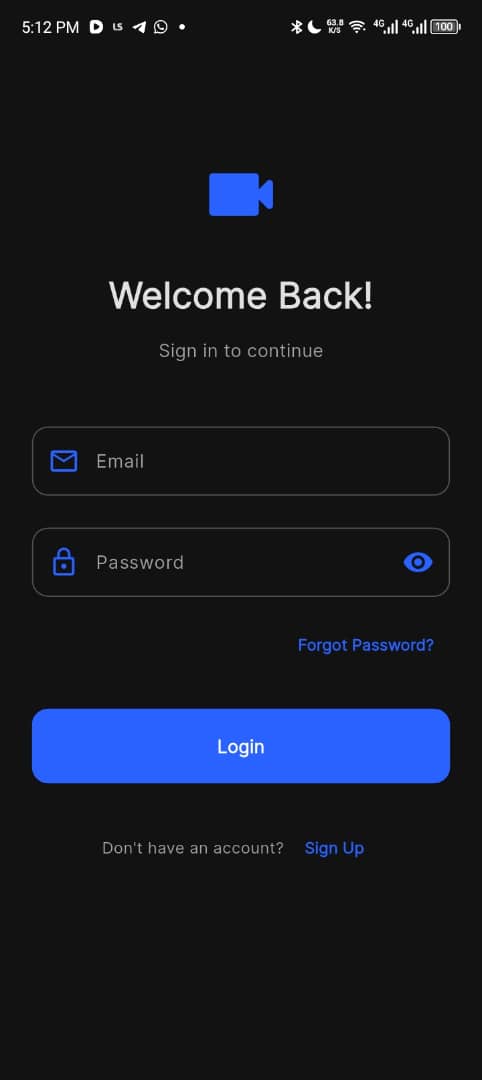 5:12 PM LS 63.8 K/S 4G 4G 100
Welcome Back!
Sign in to continue
Email
Password
Forgot Password?
Login
Don't have an account? Sign Up